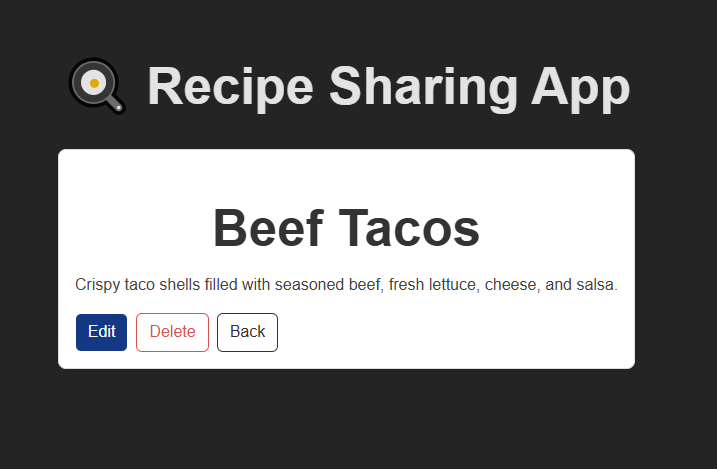 Recipe Sharing App
Beef Tacos
Crispy taco shells filled with seasoned beef, fresh lettuce, cheese, and salsa.
Edit Delete Back